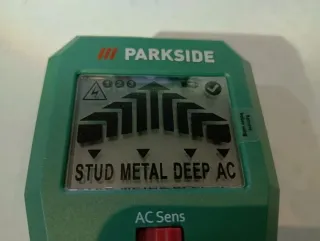 PARKSIDE
STUD METAL DEEP AC
AC Sens